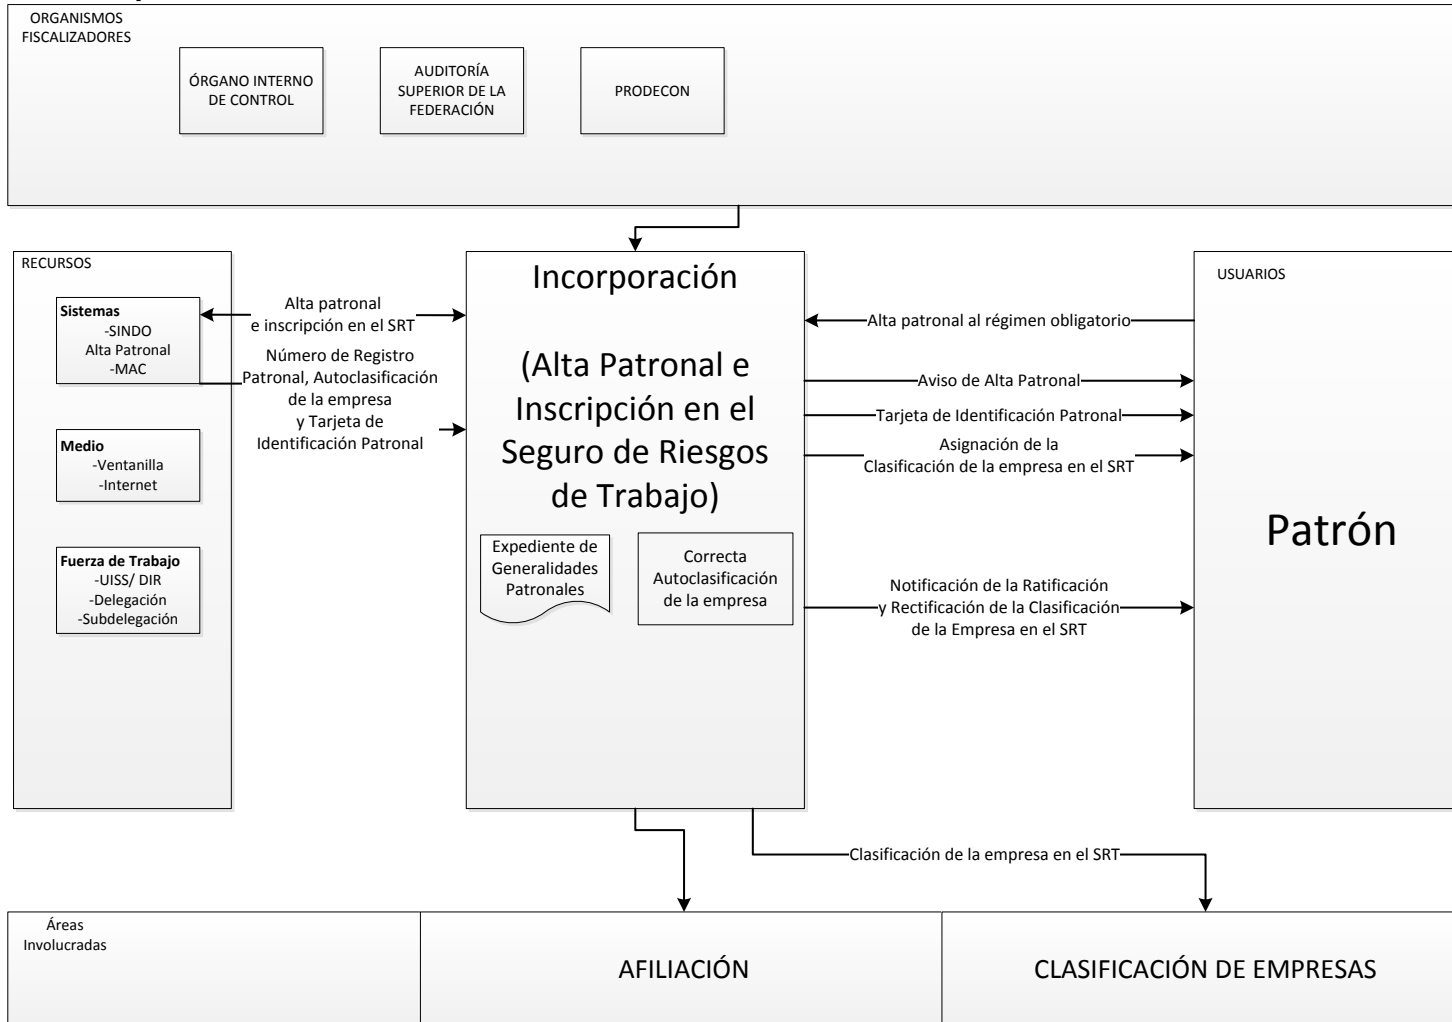 ORGANISMOS
FISCALIZADORES
ÓRGANO INTERNO
DE CONTROL
AUDITORÍA
SUPERIOR DE LA
FEDERACIÓN
PRODECON
RECURSOS
Sistemas
-SINDO
Alta Patronal
-MAC
Medio
-Ventanilla
-Internet
Fuerza de Trabajo
-UISS/ DIR
-Delegación
-Subdelegación
Alta patronal
e inscripción en el SRT
Número de Registro
Patronal, Autoclasificación
de la empresa
y Tarjeta de
Identificación Patronal
Incorporación
(Alta Patronal e
Inscripción en el
Seguro de Riesgos
de Trabajo)
Expediente de
Generalidades
Patronales
Correcta
Autoclasificación
de la empresa
Alta patronal al régimen obligatorio
Aviso de Alta Patronal
Tarjeta de Identificación Patronal
Asignación de la
Clasificación de la empresa en el SRT
Notificación de la Ratificación
y Rectificación de la Clasificación
de la Empresa en el SRT
USUARIOS
Patrón
Clasificación de la empresa en el SRT
Áreas
Involucradas
AFILIACIÓN
CLASIFICACIÓN DE EMPRESAS